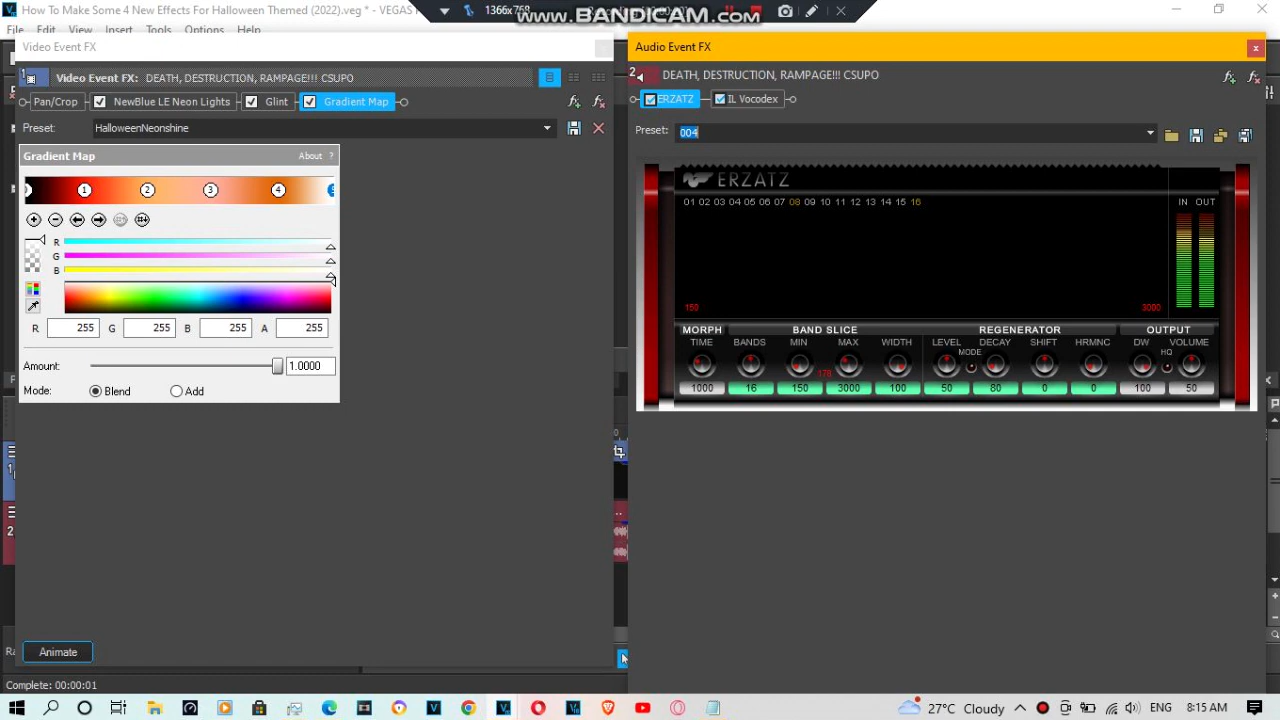 How To Make Some 4 New Effects For Halloween Themed (2022).veg * - VEGAS
1366x768
www.BANDICAM.com
File Edit View Insert Tools Options Help
Video Event FX
Video Event FX: DEATH, DESTRUCTION, RAMPAGE!!! CSUPO
Pan/Crop NewBlue LE Neon Lights Glint Gradient Map
Preset: HalloweenNeonshine
Gradient Map About ?
1 2 3 4
R
G
B
R 255 G 255 B 255 A 255
Amount: 1.0000
Mode: Blend Add
Animate
Complete: 00:00:01
Audio Event FX
2 DEATH, DESTRUCTION, RAMPAGE!!! CSUPO
ERZATZ IL Vocodex
Preset: 004
ERZATZ
01 02 03 04 05 06 07 08 09 10 11 12 13 14 15 16 IN OUT
150 3000
MORPH BAND SLICE REGENERATOR OUTPUT
TIME BANDS MIN MAX WIDTH LEVEL DECAY SHIFT HRMNC DW VOLUME
MODE HQ
178
1000 16 150 3000 100 50 80 0 0 100 50
27°C Cloudy ENG 8:15 AM